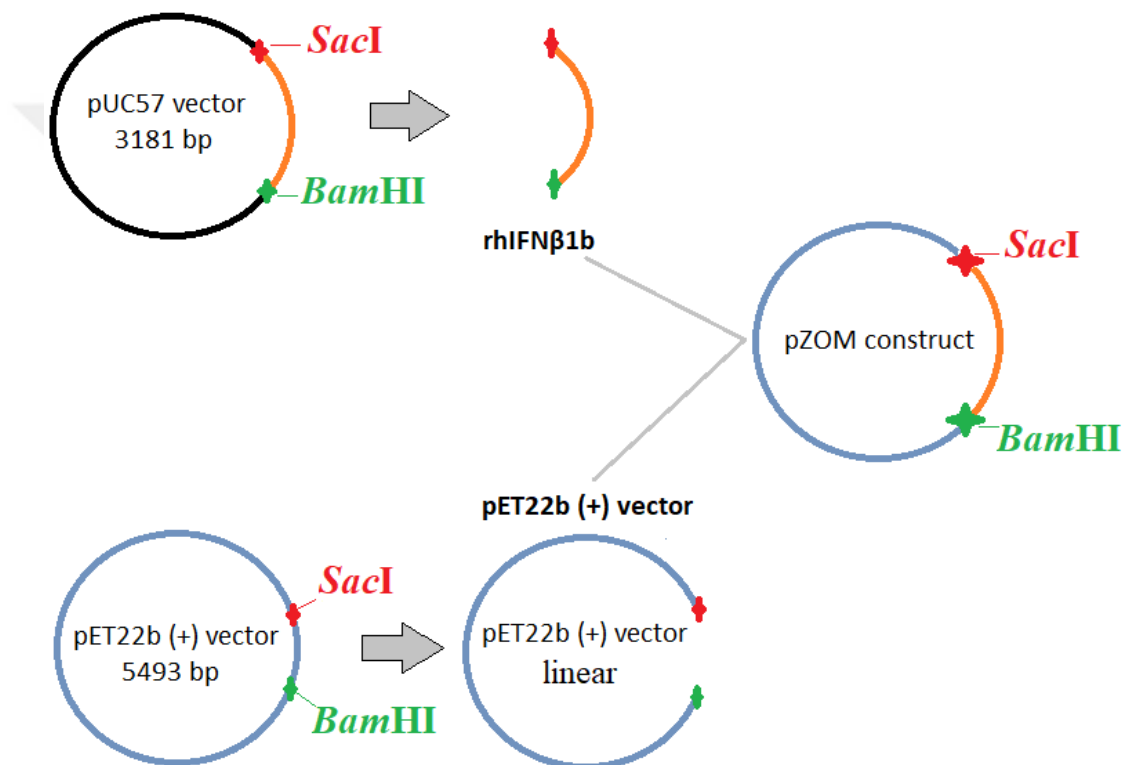 SacI
pUC57 vector
3181 bp
BamHI
rhIFNβ1b
SacI
pZOM construct
BamHI
pET22b (+) vector
SacI
pET22b (+) vector
5493 bp
BamHI
pET22b (+) vector
linear